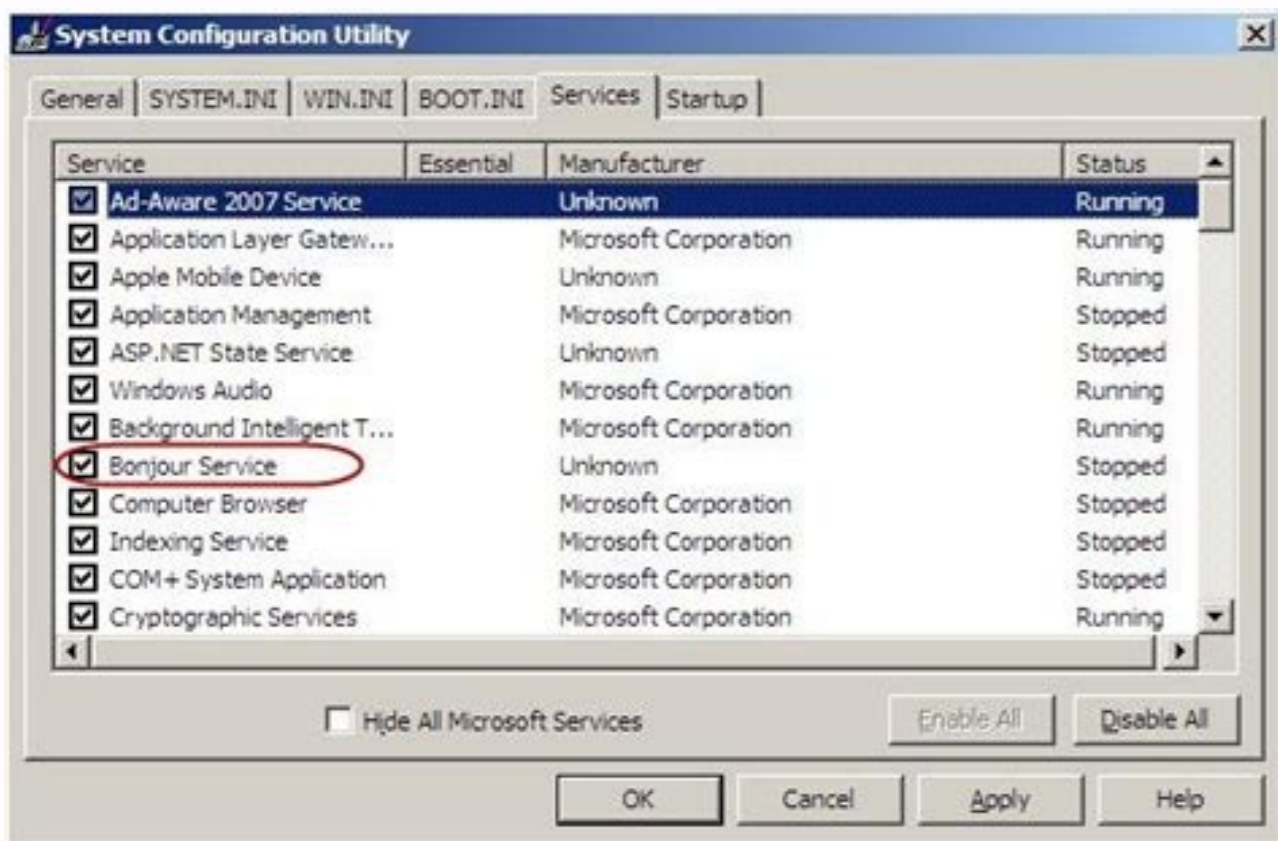 System Configuration Utility
General SYSTEM.INI WIN.INI BOOT.INI Services Startup
Service Essential Manufacturer Status
Ad-Aware 2007 Service Unknown Running
Application Layer Gatew... Microsoft Corporation Running
Apple Mobile Device Unknown Running
Application Management Microsoft Corporation Stopped
ASP.NET State Service Unknown Stopped
Windows Audio Microsoft Corporation Running
Background Intelligent T... Microsoft Corporation Running
Bonjour Service Unknown Stopped
Computer Browser Microsoft Corporation Stopped
Indexing Service Microsoft Corporation Stopped
COM+ System Application Microsoft Corporation Stopped
Cryptographic Services Microsoft Corporation Running
Hide All Microsoft Services Enable All Disable All
OK Cancel Apply Help